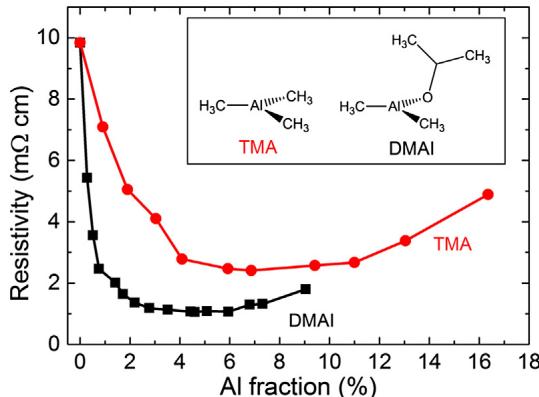 10
8
6
4
2
0
0 2 4 6 8 10 12 14 16 18
Resistivity (mΩ cm)
Al fraction (%)
H₃C
CH₃
H₃C
Al
CH₃
CH₃
TMA
H₃C
Al
O
CH₃
DMAI
TMA
DMAI